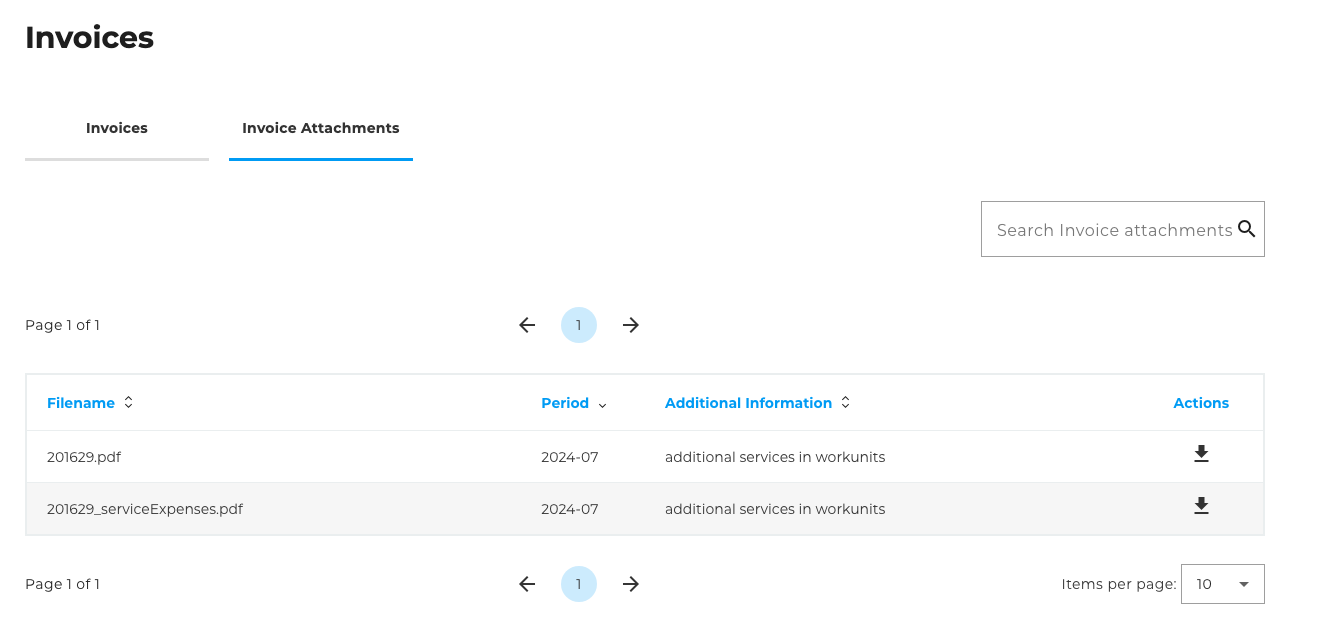 Invoices
Invoices Invoice Attachments
Search Invoice attachments
Page 1 of 1 1
Filename Period Additional Information Actions
201629.pdf 2024-07 additional services in workunits
201629_serviceExpenses.pdf 2024-07 additional services in workunits
Page 1 of 1 1 Items per page: 10